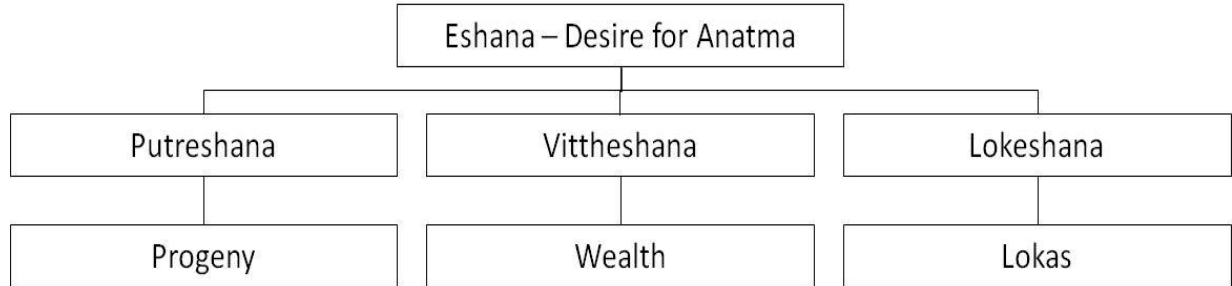 Eshana – Desire for Anatma
Putreshana
Vittheshana
Lokeshana
Progeny
Wealth
Lokas